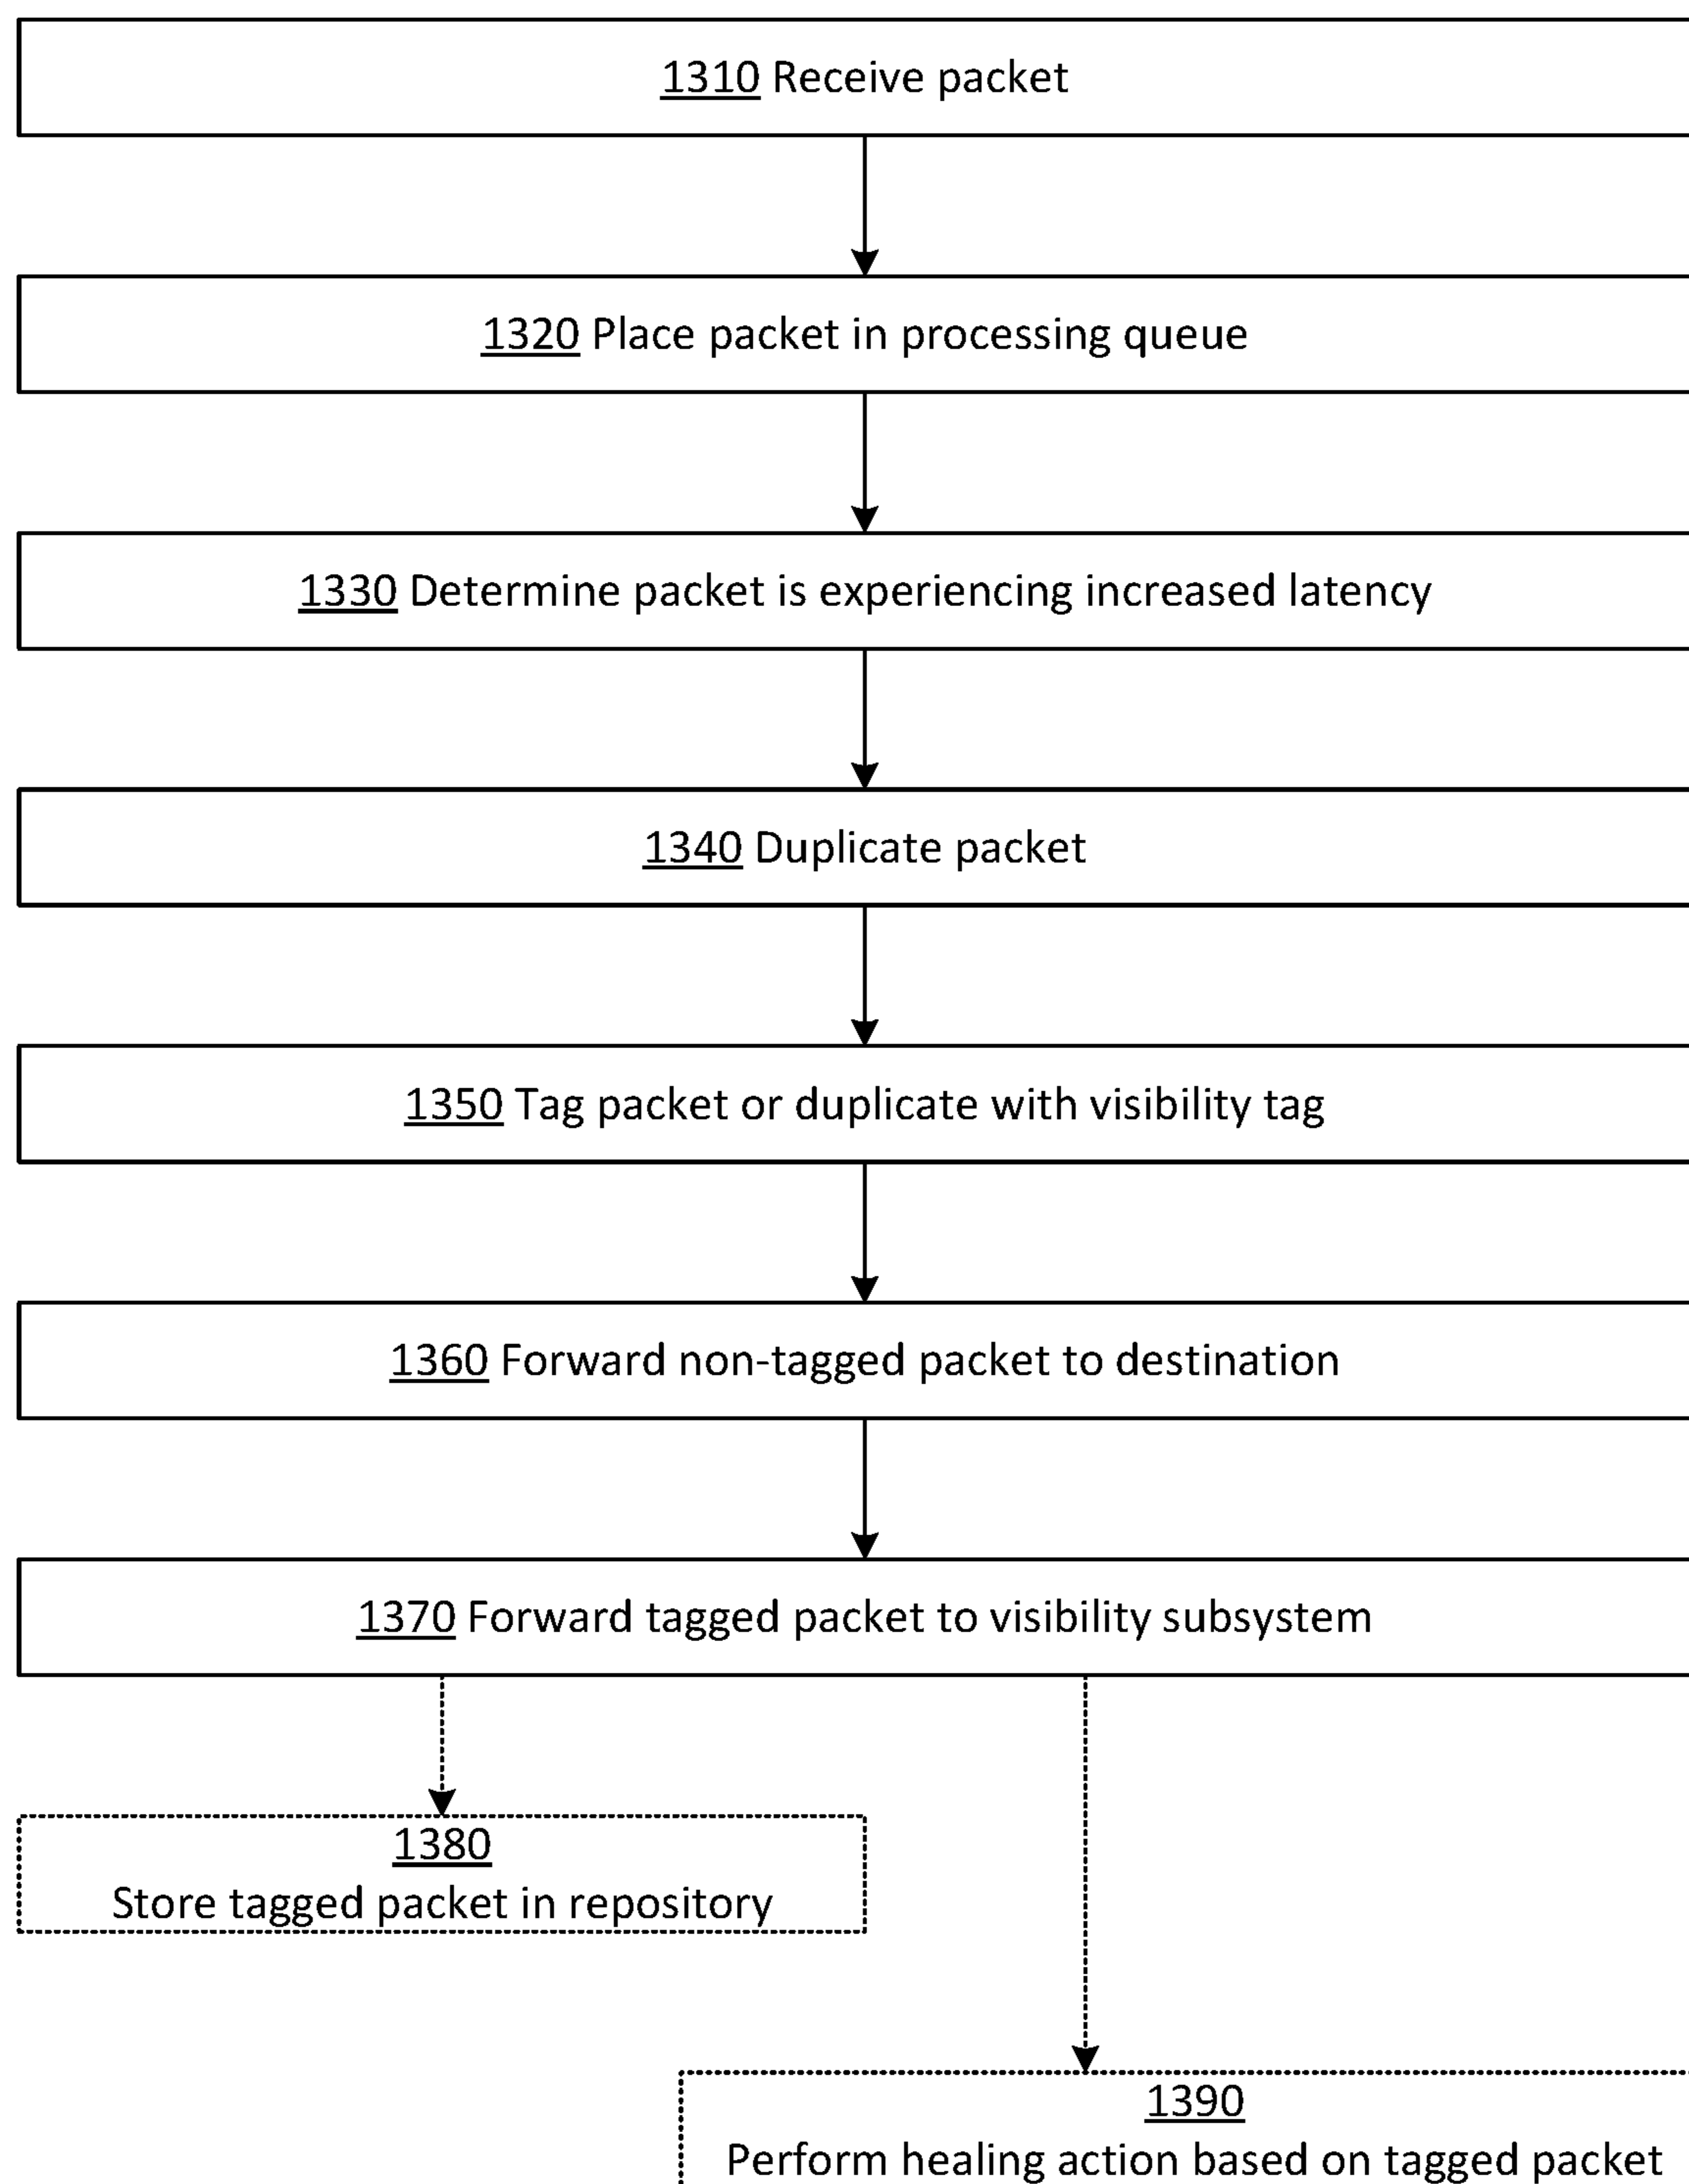 1310 Receive packet
1320 Place packet in processing queue
1330 Determine packet is experiencing increased latency
1340 Duplicate packet
1350 Tag packet or duplicate with visibility tag
1360 Forward non-tagged packet to destination
1370 Forward tagged packet to visibility subsystem
1380
Store tagged packet in repository
1390
Perform healing action based on tagged packet